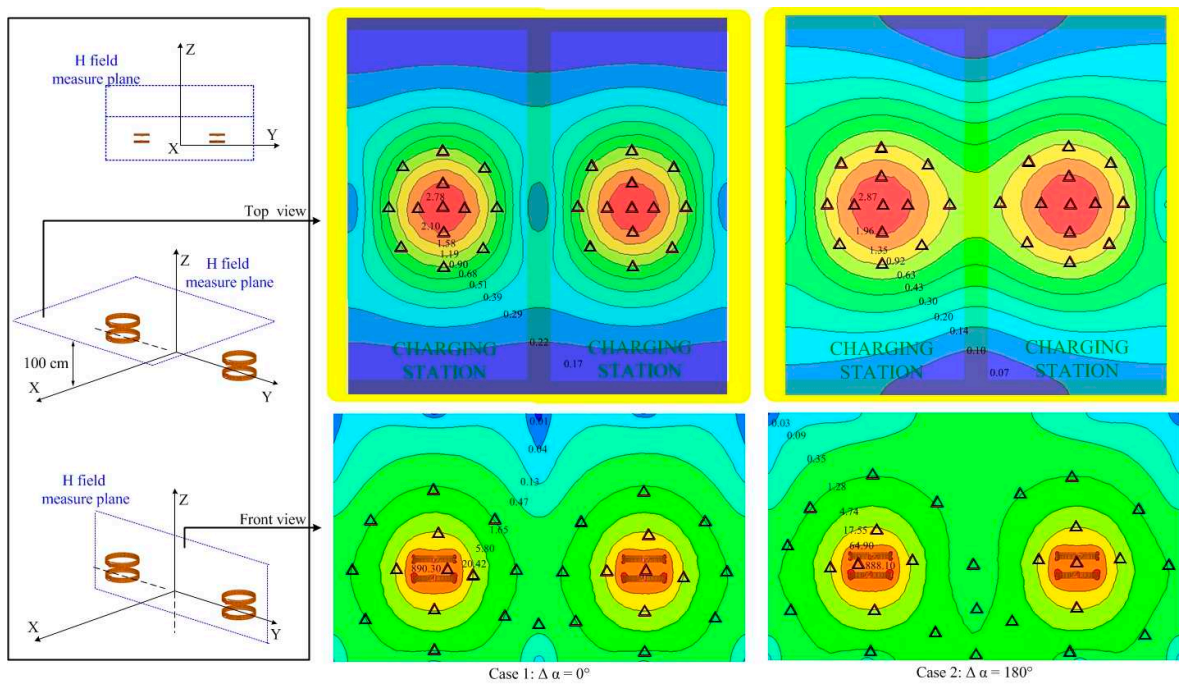 Z
H field
measure plane
Y
X
Top view
Z
H field
measure plane
100 cm
X
Y
H field
measure plane
Z
Front view
X
Y
2.78
2.10
1.58
1.19
0.90
0.68
0.51
0.39
0.29
0.22
0.17
CHARGING
STATION
CHARGING
STATION
2.87
1.96
1.35
0.92
0.63
0.43
0.30
0.20
0.14
0.10
0.07
CHARGING
STATION
CHARGING
STATION
0.01
0.04
0.13
0.47
1.65
5.80
20.42
890.30
Case 1: Δ α = 0°
0.03
0.09
0.35
1.28
4.74
17.55
64.90
888.10
Case 2: Δ α = 180°